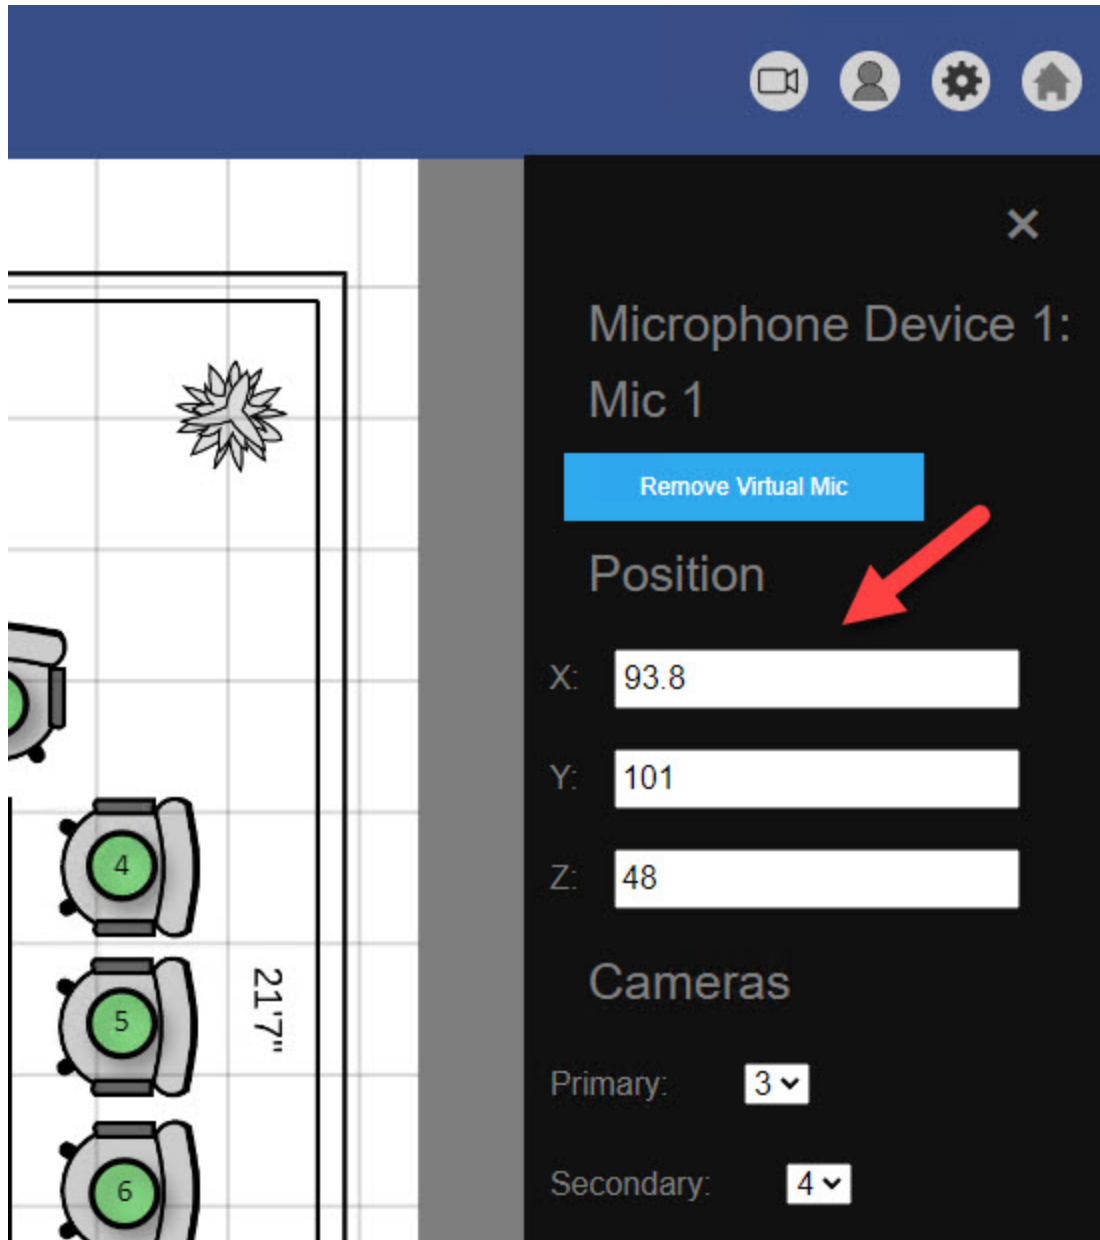 Microphone Device 1:
Mic 1
Remove Virtual Mic
Position
X: 93.8
Y: 101
Z: 48
Cameras
Primary: 3
Secondary: 4
4
5
6
21'7"